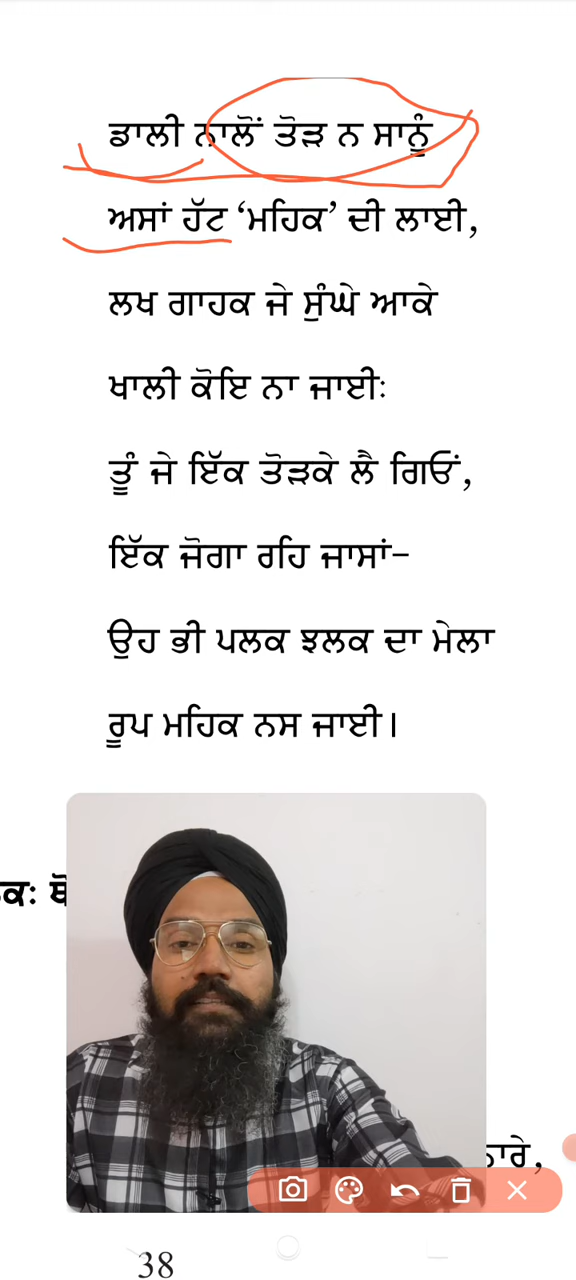 ਡਾਲੀ ਨਾਲੋਂ ਤੋੜ ਨ ਸਾਨੂੰ
ਅਸਾਂ ਹੱਟ ‘ਮਹਿਕ’ ਦੀ ਲਾਈ,
ਲਖ ਗਾਹਕ ਜੇ ਸੁੰਘੇ ਆਕੇ
ਖਾਲੀ ਕੋਇ ਨਾ ਜਾਈਃ
ਤੂੰ ਜੇ ਇੱਕ ਤੋੜਕੇ ਲੈ ਗਿਓਂ,
ਇੱਕ ਜੋਗਾ ਰਹਿ ਜਾਸਾਂ–
ਉਹ ਭੀ ਪਲਕ ਝਲਕ ਦਾ ਮੇਲਾ
ਰੂਪ ਮਹਿਕ ਨਸ ਜਾਈ।
38